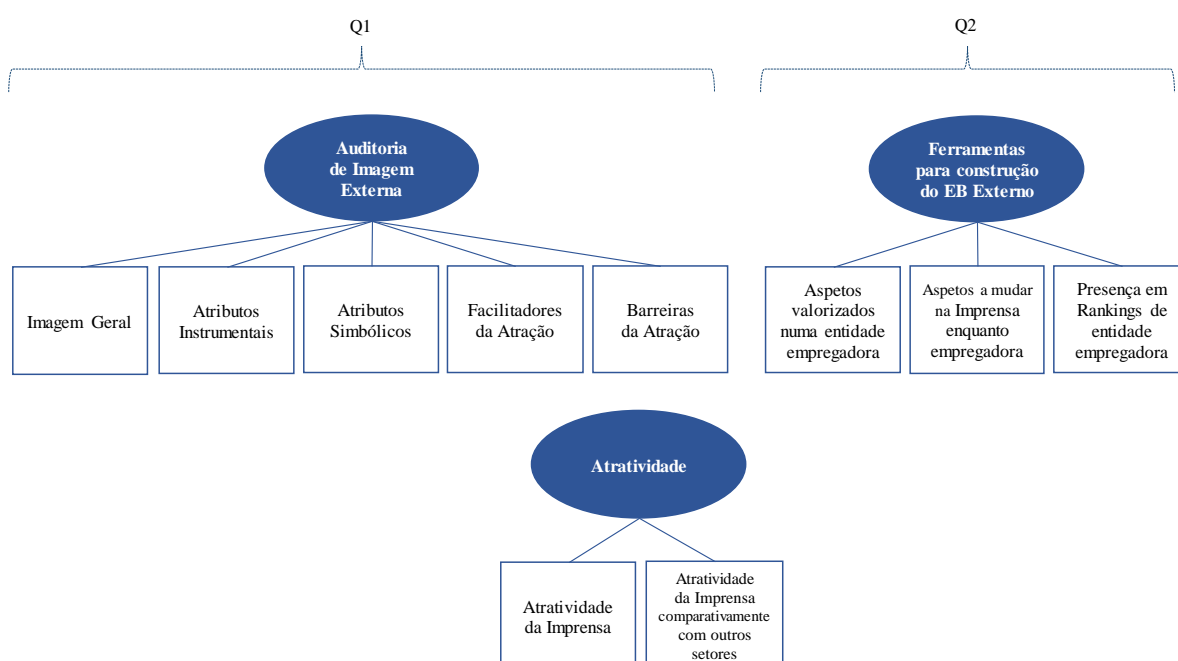 Q1
Q2
Auditoria
de Imagem
Externa
Ferramentas
para construção
do EB Externo
Imagem Geral
Atributos
Instrumentais
Atributos
Simbólicos
Facilitadores
da Atração
Barreiras
da Atração
Aspetos
valorizados
numa entidade
empregadora
Aspetos a mudar
na Imprensa
enquanto
empregadora
Presença em
Rankings de
entidade
empregadora
Atratividade
Atratividade
da Imprensa
Atratividade
da Imprensa
comparativamente
com outros
setores